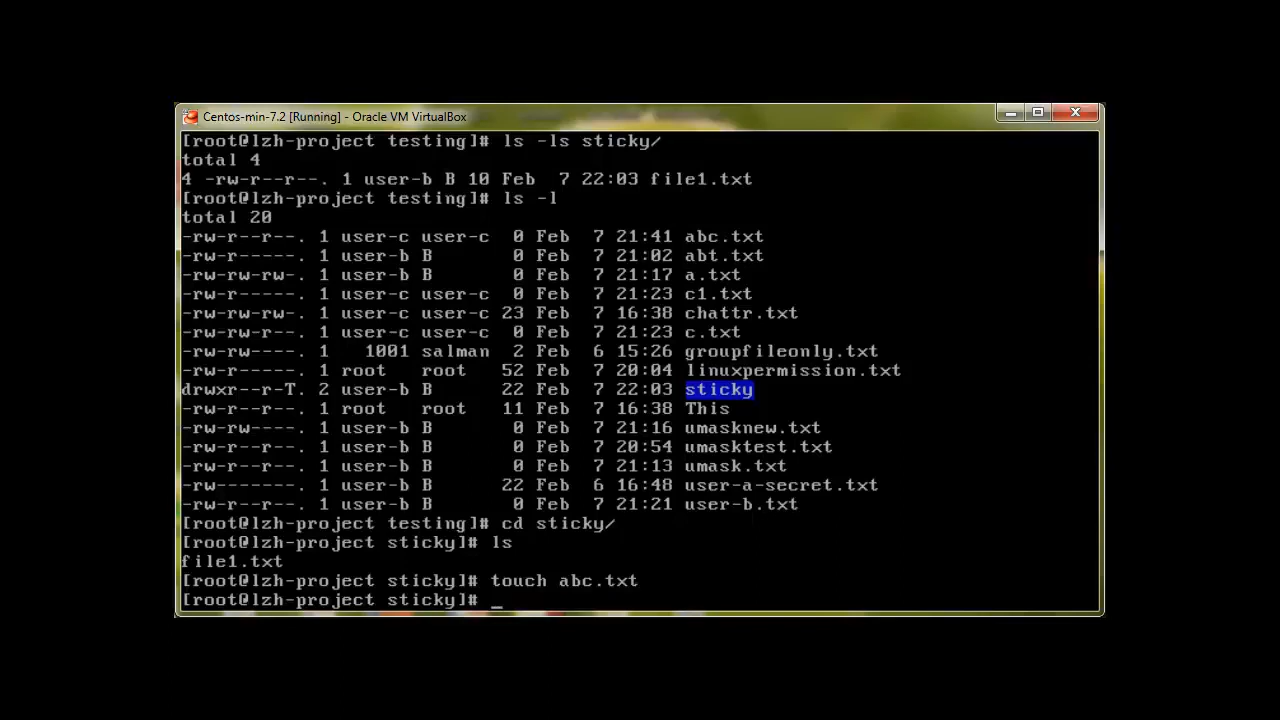 Centos-min-7.2 [Running] - Oracle VM VirtualBox
[root@lzh-project testing]# ls -ls sticky/
total 4
4 -rw-r--r--. 1 user-b B 10 Feb  7 22:03 file1.txt
[root@lzh-project testing]# ls -l
total 20
-rw-r--r--. 1 user-c user-c  0 Feb  7 21:41 abc.txt
-rw-r-----. 1 user-b B       0 Feb  7 21:02 abt.txt
-rw-rw-rw-. 1 user-b B       0 Feb  7 21:17 a.txt
-rw-r-----. 1 user-c user-c  0 Feb  7 21:23 c1.txt
-rw-rw-rw-. 1 user-c user-c 23 Feb  7 16:38 chattr.txt
-rw-r--r--. 1 user-c user-c  0 Feb  7 21:23 c.txt
-rw-rw----. 1   1001 salman  2 Feb  6 15:26 groupfileonly.txt
-rw-r-----. 1 root   root   52 Feb  7 20:04 linuxpermission.txt
drwxr--r-T. 2 user-b B      22 Feb  7 22:03 sticky
-rw-r--r--. 1 root   root   11 Feb  7 16:38 This
-rw-rw----. 1 user-b B       0 Feb  7 21:16 umasknew.txt
-rw-r--r--. 1 user-b B       0 Feb  7 20:54 umasktest.txt
-rw-r--r--. 1 user-b B       0 Feb  7 21:13 umask.txt
-rw-------. 1 user-b B      22 Feb  6 16:48 user-a-secret.txt
-rw-r--r--. 1 user-b B       0 Feb  7 21:21 user-b.txt
[root@lzh-project testing]# cd sticky/
[root@lzh-project sticky]# ls
file1.txt
[root@lzh-project sticky]# touch abc.txt
[root@lzh-project sticky]# _